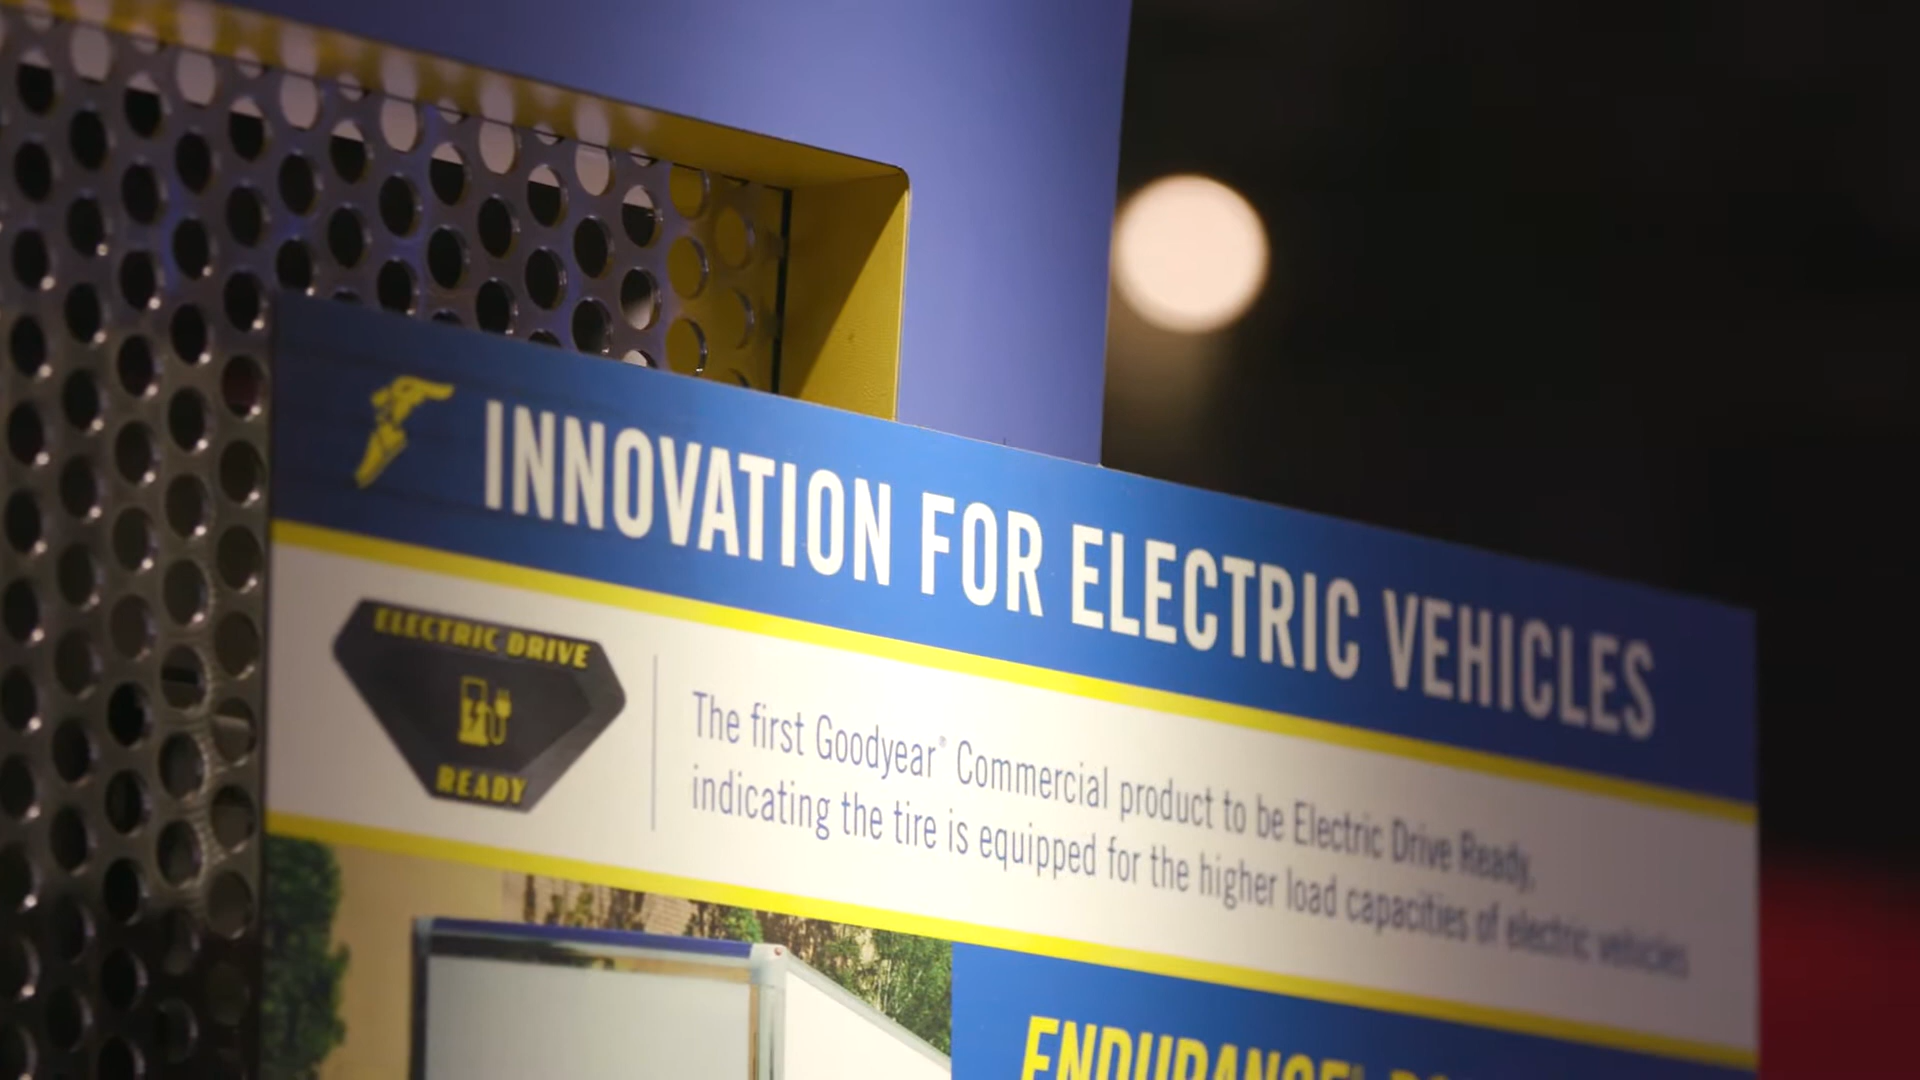 INNOVATION FOR ELECTRIC VEHICLES
ELECTRIC DRIVE
READY
The first Goodyear® Commercial product to be Electric Drive Ready,
indicating the tire is equipped for the higher load capacities of electric vehicles
ENDURANCE®